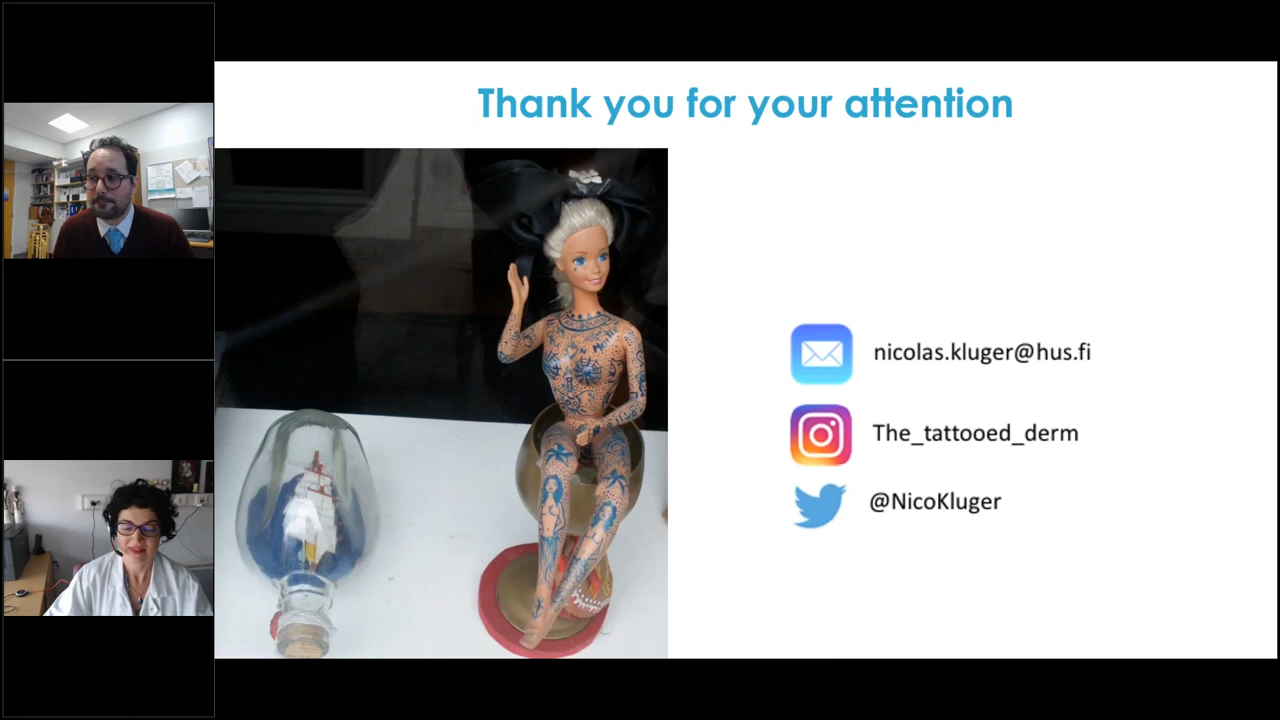 Thank you for your attention
nicolas.kluger@hus.fi
The_tattooed_derm
@NicoKluger